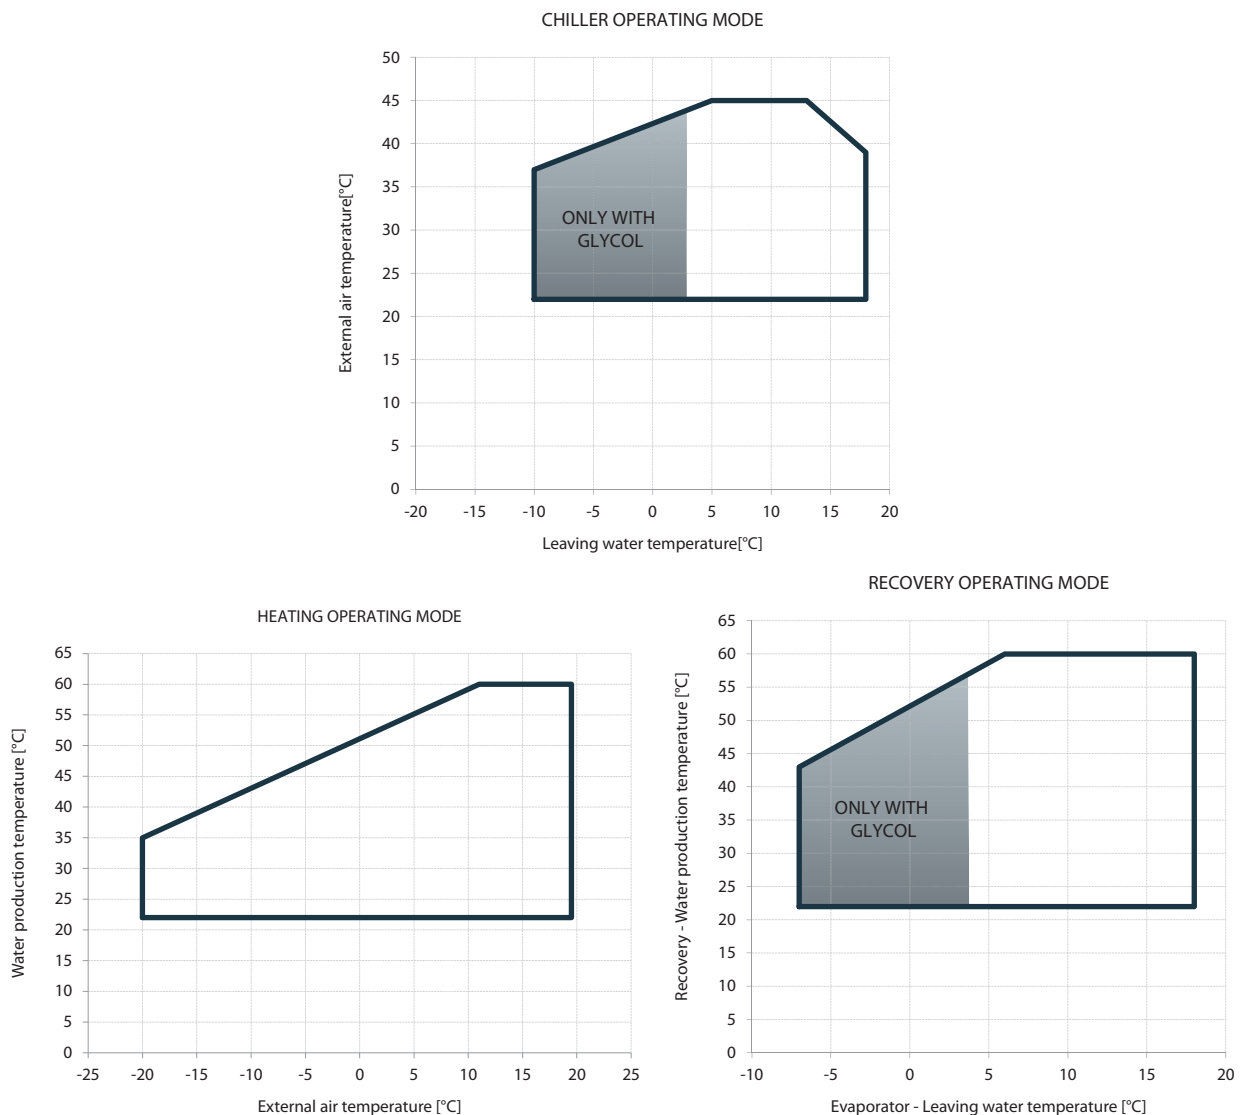 CHILLER OPERATING MODE
50
45
40
35
30
25
20
15
10
5
0
External air temperature[°C]
ONLY WITH
GLYCOL
-20 -15 -10 -5 0 5 10 15 20
Leaving water temperature[°C]
HEATING OPERATING MODE
65
60
55
50
45
40
35
30
25
20
15
10
5
0
Water production temperature [°C]
-25 -20 -15 -10 -5 0 5 10 15 20 25
External air temperature [°C]
RECOVERY OPERATING MODE
65
60
55
50
45
40
35
30
25
20
15
10
5
0
Recovery - Water production temperature [°C]
ONLY WITH
GLYCOL
-10 -5 0 5 10 15 20
Evaporator - Leaving water temperature [°C]